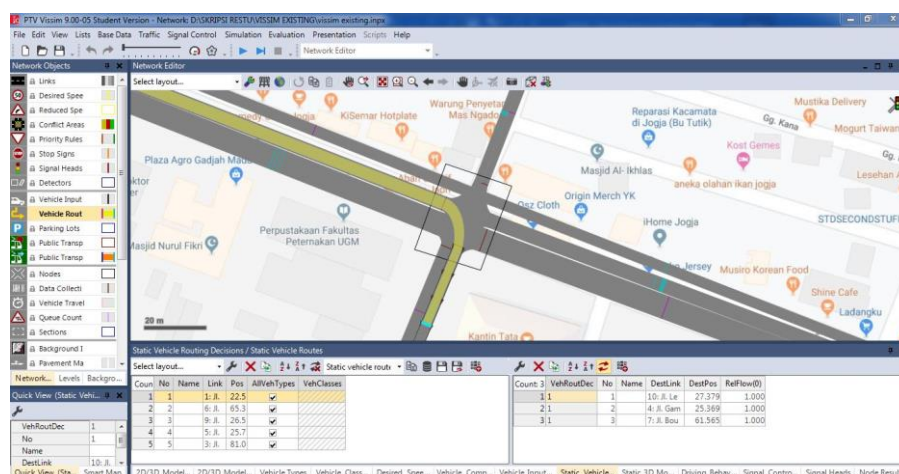 PTV Vissim 9.00-05 Student Version - Network: D:\SKRIPSI RESTU\VISSIM EXISTING\vissim existing.inpx
File Edit View Lists Base Data Traffic Signal Control Simulation Evaluation Presentation Scripts Help
Network Editor
Network Objects
Links
Desired Spee
Reduced Spe
Conflict Areas
Priority Rules
Stop Signs
Signal Heads
Detectors
Vehicle Input
Vehicle Rout
Parking Lots
Public Transp
Public Transp
Nodes
Data Collecti
Vehicle Travel
Queue Count
Sections
Background I
Pavement Ma
Network... Levels Backgro...
Quick View (Static Vehi...
VehRoutDec 1
No 1
Name
DestLink 10: Jl.
Quick View (Sta... Smart Map
Network Editor
Select layout...
KiSemar Hotplate
Warung Penyetan
Mas Ngado
Reparasi Kacamata
di Jogja (Bu Tutik)
Mustika Delivery
Gg. Kana
Mogurt Taiwan
Kost Gemes
Plaza Agro Gadjah Mada
Masjid Al- Ikhlas
aneka olahan ikan jogja
Lesehan
Origin Merch YK
Osz Cloth
iHome Jogja
STDSECONDSTUF
Perpustakaan Fakultas
Peternakan UGM
Masjid Nurul Fikri
Jersey
Musiro Korean Food
Shine Cafe
Ladangku
Kantin Tata
20 m
Static Vehicle Routing Decisions / Static Vehicle Routes
Select layout... Static vehicle route
Coun No Name Link Pos AllVehTypes VehClasses
1 1 1: Jl. 22.5
2 2 6: Jl. 65.3
3 3 9: Jl. 26.5
4 4 5: Jl. 25.7
5 5 3: Jl. 81.0
Count: 3 VehRoutDec No Name DestLink DestPos RelFlow(0)
1 1 1 10: Jl. Le 27.379 1.000
2 1 2 4: Jl. Gam 25.369 1.000
3 1 3 7: Jl. Bou 61.565 1.000
2D/3D Model... 2D/3D Model... Vehicle Types Vehicle Class... Desired Spee... Vehicle Comp... Vehicle Input... Static Vehicle... Static 3D Mo... Driving Behav... Signal Contro... Signal Heads Node Result